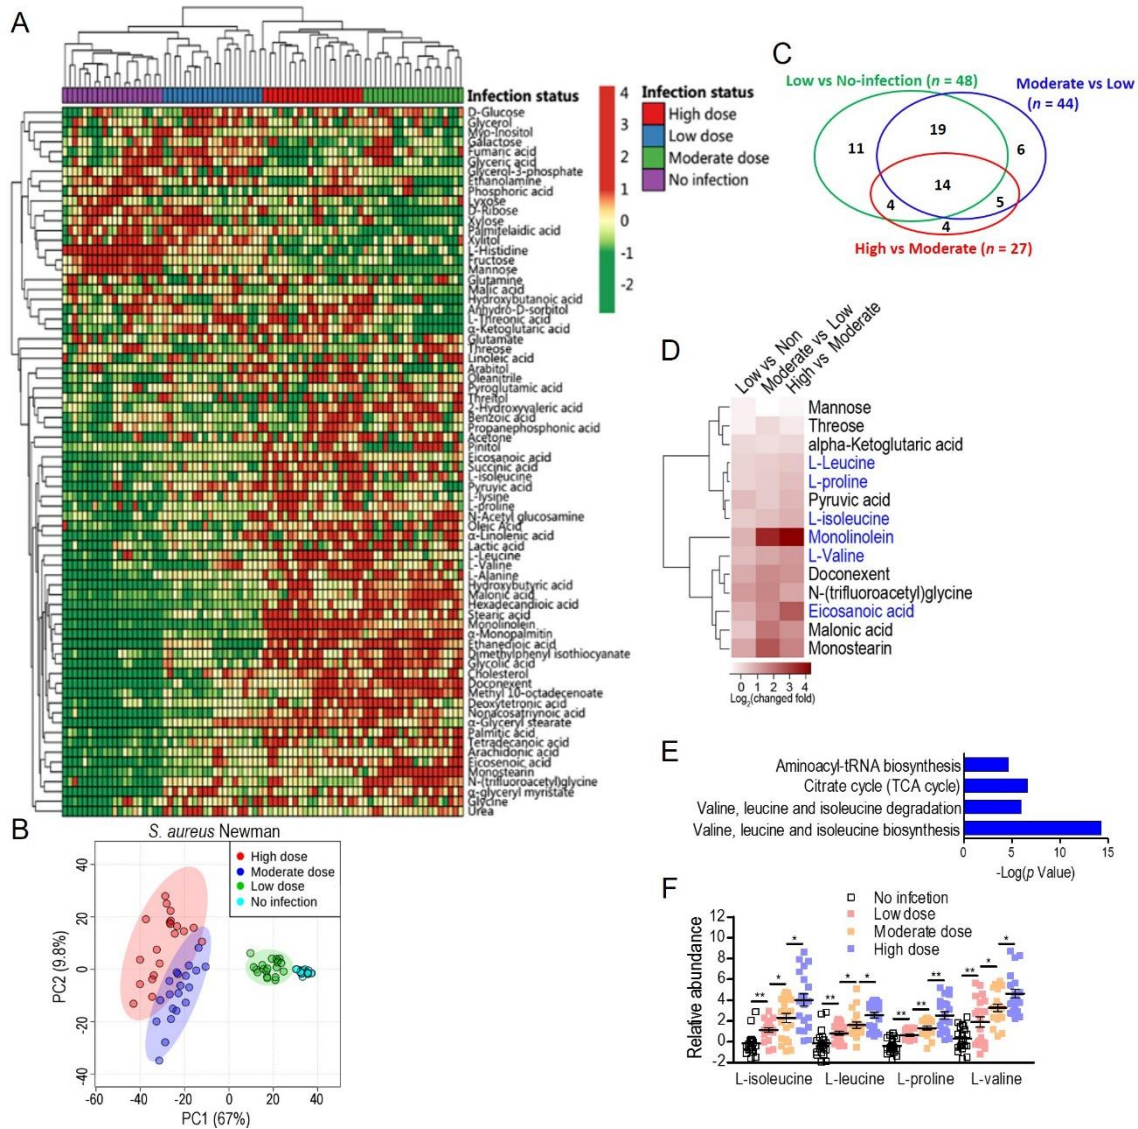 A
Infection status
D-Glucose
Glycerol
Myo-Inositol
Galactose
Fumaric acid
Glyceric acid
Glycerol-3-phosphate
Ethanolamine
Phosphoric acid
Lyxose
D-Ribose
Xylose
Palmitelaidic acid
Xylitol
L-Histidine
Fructose
Mannose
Glutamine
Malic acid
Hydroxybutanoic acid
Anhydro-D-sorbitol
L-Threonic acid
α-Ketoglutaric acid
Glutamate
Threose
Linoleic acid
Arabitol
Oleanitrile
Pyroglutamic acid
Threitol
2-Hydroxyvaleric acid
Benzoic acid
Propanephosphonic acid
Acetone
Pinitol
Eicosanoic acid
Succinic acid
L-isoleucine
Pyruvic acid
L-lysine
L-proline
N-Acetyl glucosamine
Oleic Acid
α-Linolenic acid
Lactic acid
L-Leucine
L-Valine
L-Alanine
Hydroxybutyric acid
Malonic acid
Hexadecandioic acid
Stearic acid
Monolinolein
α-Monopalmitin
Ethanedioic acid
Dimethylphenyl isothiocyanate
Glycolic acid
Cholesterol
Doconexent
Methyl 10-octadecenoate
Deoxytetronic acid
Nonacosatriynoic acid
α-Glyceryl stearate
Palmitic acid
Tetradecanoic acid
Arachidonic acid
Eicosenoic acid
Monostearin
N-(trifluoroacetyl)glycine
α-glyceryl myristate
Glycine
Urea
4
3
2
1
0
-1
-2
Infection status
High dose
Low dose
Moderate dose
No infection
B
S. aureus Newman
High dose
Moderate dose
Low dose
No infection
PC2 (9.8%)
40
20
0
-20
-40
-60 -40 -20 0 20 40
PC1 (67%)
C
Low vs No-infection (n = 48)
Moderate vs Low
(n = 44)
11
19
6
14
4
5
4
High vs Moderate (n = 27)
D
Low vs Non
Moderate vs Low
High vs Moderate
Mannose
Threose
alpha-Ketoglutaric acid
L-Leucine
L-proline
Pyruvic acid
L-isoleucine
Monolinolein
L-Valine
Doconexent
N-(trifluoroacetyl)glycine
Eicosanoic acid
Malonic acid
Monostearin
0 1 2 3 4
Log2(changed fold)
E
Aminoacyl-tRNA biosynthesis
Citrate cycle (TCA cycle)
Valine, leucine and isoleucine degradation
Valine, leucine and isoleucine biosynthesis
0 5 10 15
-Log(p Value)
F
No infcetion
Low dose
Moderate dose
High dose
Relative abundance
12
10
8
6
4
2
0
-2
** * *
** * *
** ** **
** * *
L-isoleucine L-leucine L-proline L-valine